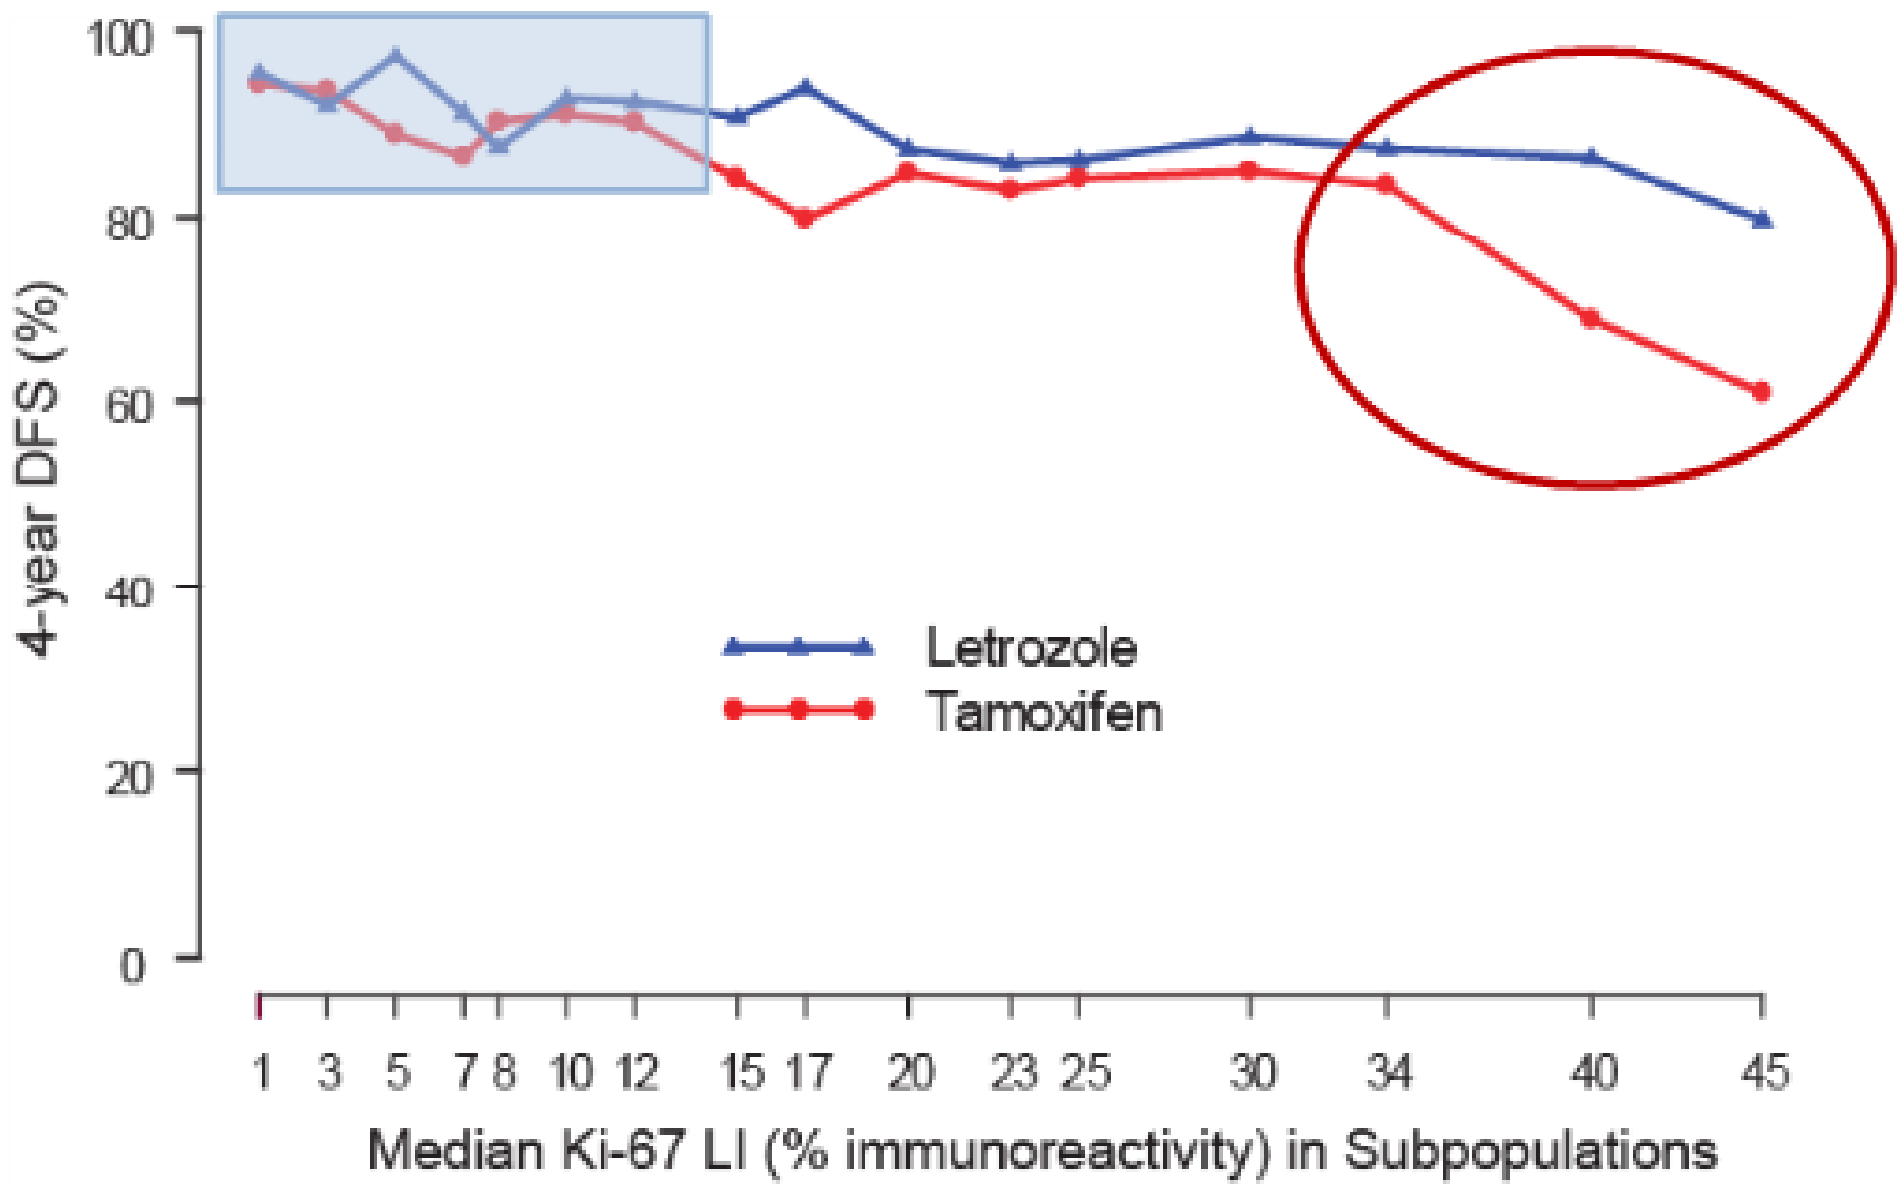 100
80
60
40
20
0
4-year DFS (%)
Letrozole
Tamoxifen
1 3 5 7 8 10 12 15 17 20 23 25 30 34 40 45
Median Ki-67 LI (% immunoreactivity) in Subpopulations